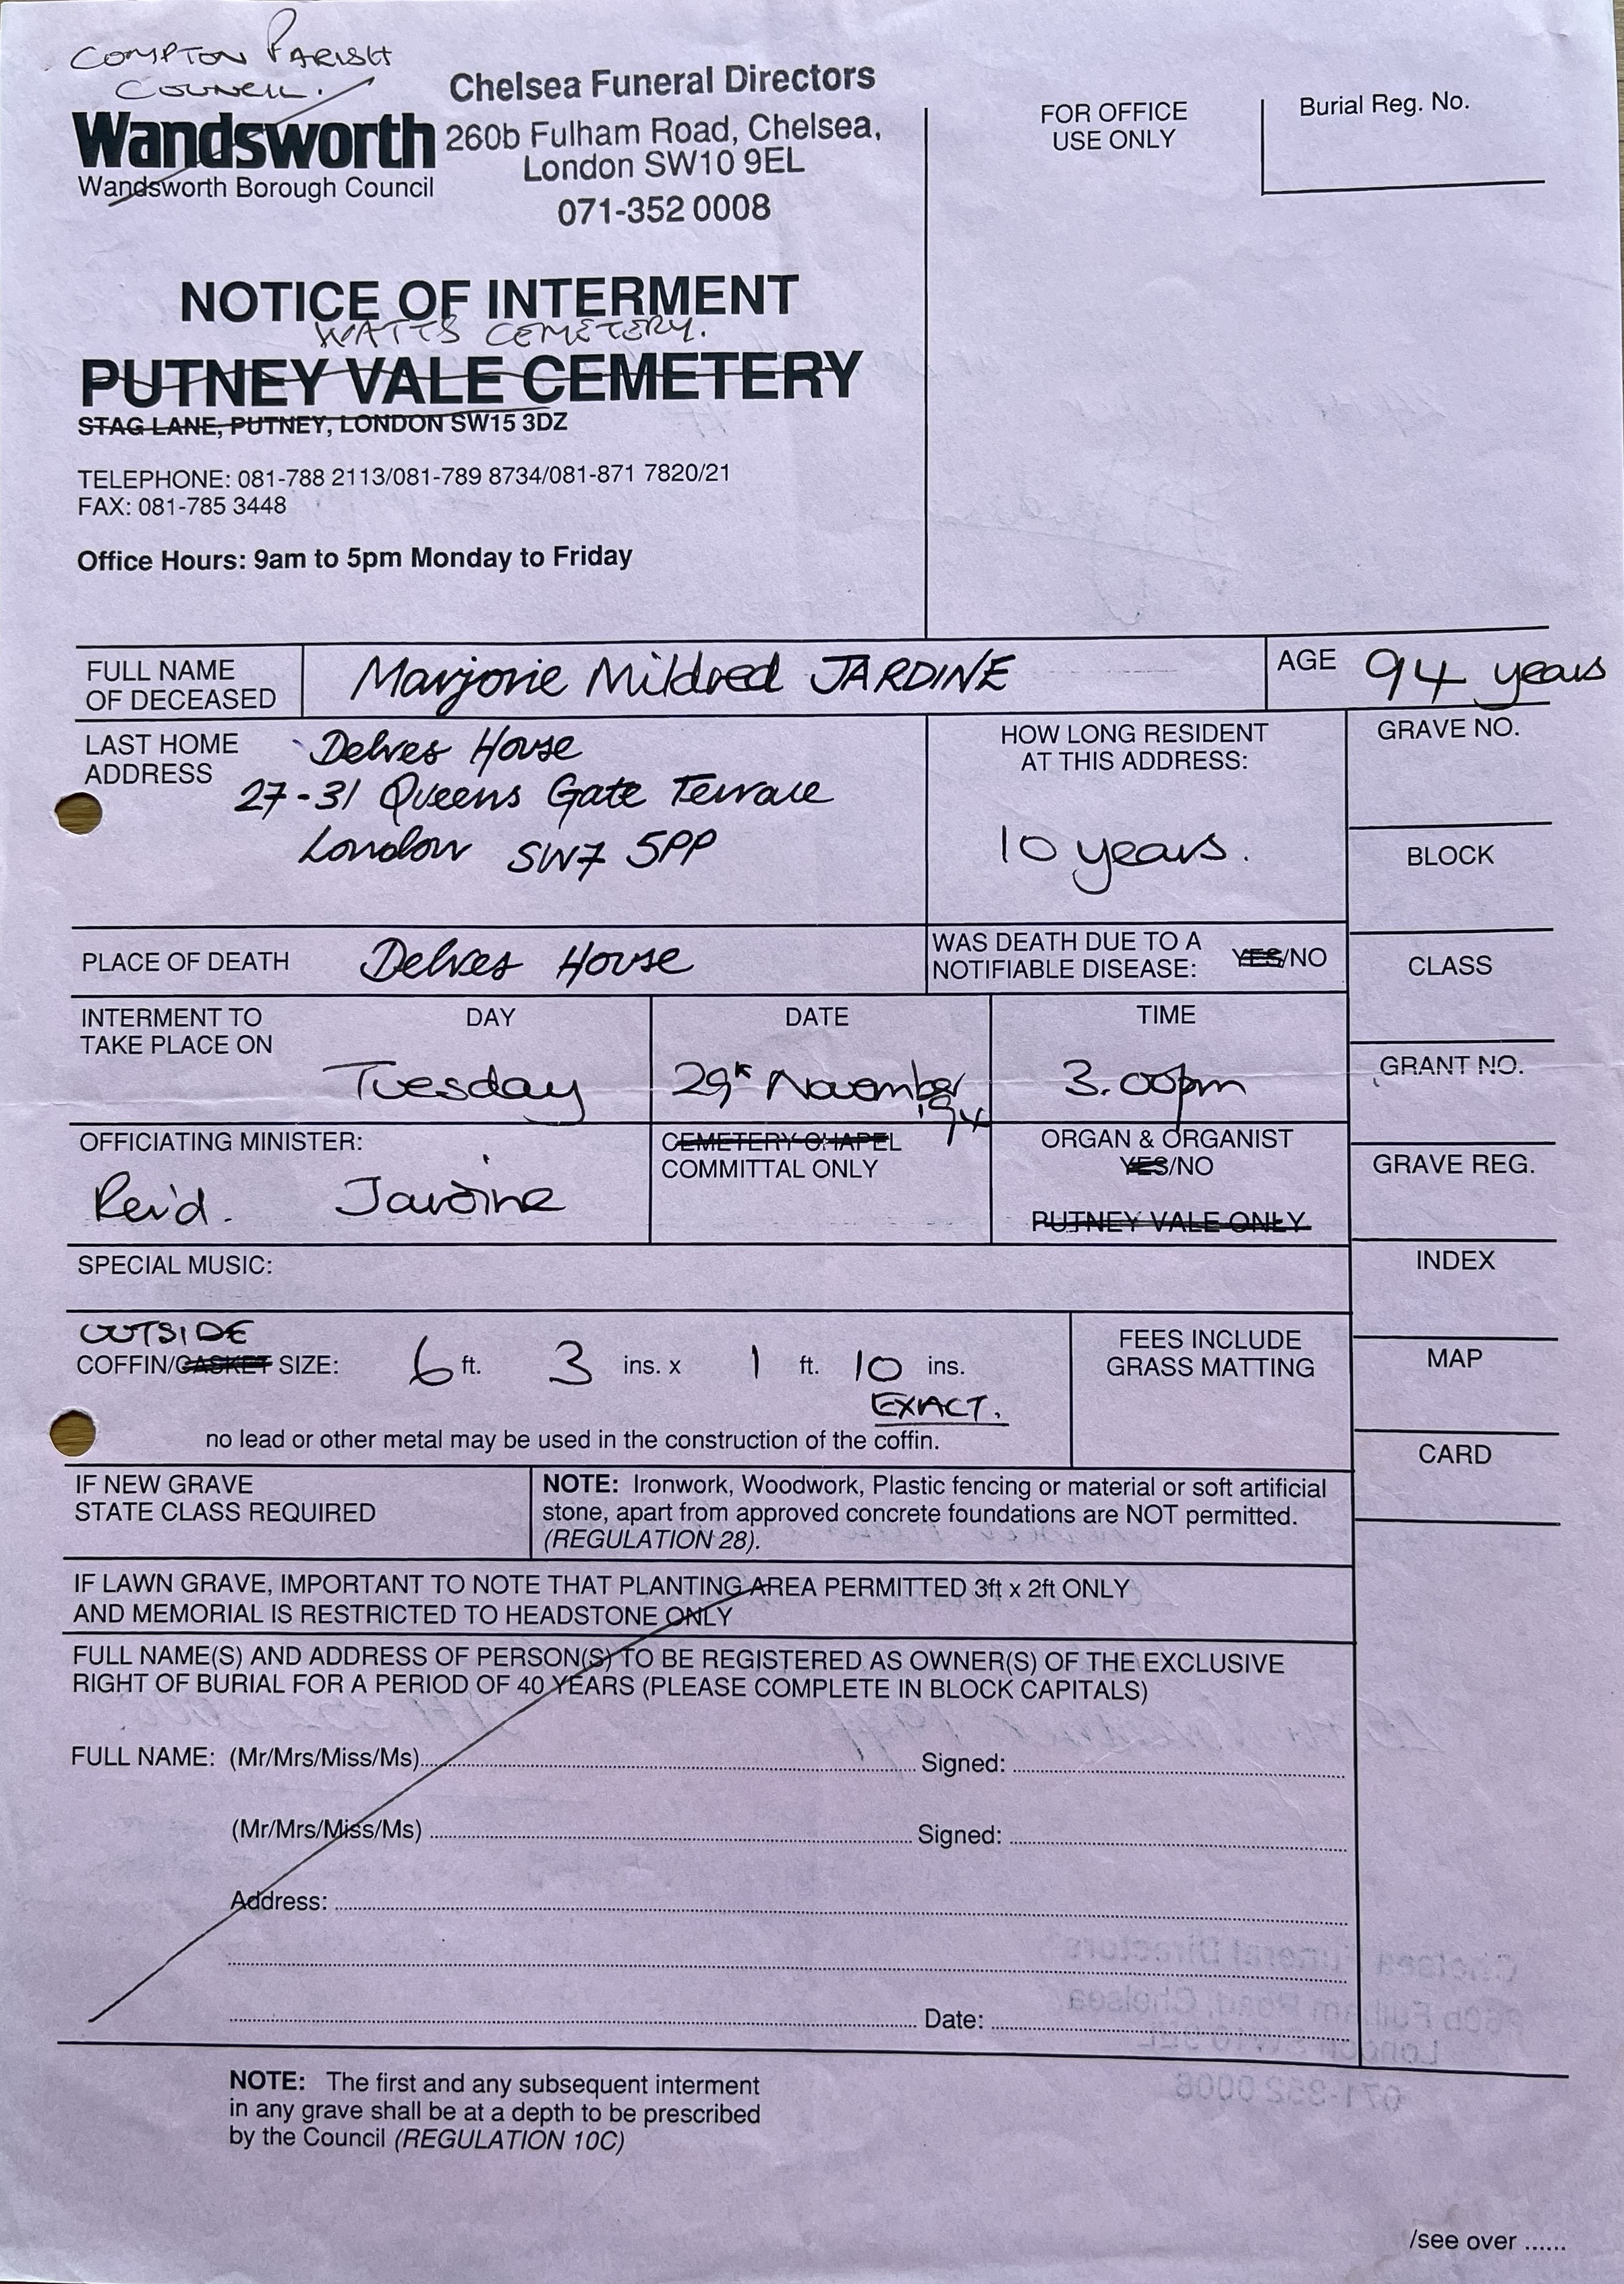 COMPTON PARISH
COUNCIL.
Wandsworth
Wandsworth Borough Council
Chelsea Funeral Directors
260b Fulham Road, Chelsea,
London SW10 9EL
071-352 0008
FOR OFFICE
USE ONLY
Burial Reg. No.
NOTICE OF INTERMENT
WATTS CEMETERY.
PUTNEY VALE CEMETERY
STAG LANE, PUTNEY, LONDON SW15 3DZ
TELEPHONE: 081-788 2113/081-789 8734/081-871 7820/21
FAX: 081-785 3448
Office Hours: 9am to 5pm Monday to Friday
FULL NAME
OF DECEASED
Marjorie Mildred JARDINE
AGE 94 years
LAST HOME
ADDRESS
Delves House
27-31 Queens Gate Terrace
London SW7 5PP
HOW LONG RESIDENT
AT THIS ADDRESS:
10 years.
GRAVE NO.
BLOCK
PLACE OF DEATH Delves House
WAS DEATH DUE TO A
NOTIFIABLE DISEASE: YES/NO
CLASS
INTERMENT TO
TAKE PLACE ON
DAY
Tuesday
DATE
29th November
1994
TIME
3.00pm
GRANT NO.
OFFICIATING MINISTER:
Rev'd. Jardine
CEMETERY CHAPEL
COMMITTAL ONLY
ORGAN & ORGANIST
YES/NO
PUTNEY VALE ONLY
GRAVE REG.
SPECIAL MUSIC:
INDEX
OUTSIDE
COFFIN/CASKET SIZE: 6 ft. 3 ins. x 1 ft. 10 ins.
EXACT.
no lead or other metal may be used in the construction of the coffin.
FEES INCLUDE
GRASS MATTING
MAP
CARD
IF NEW GRAVE
STATE CLASS REQUIRED
NOTE: Ironwork, Woodwork, Plastic fencing or material or soft artificial
stone, apart from approved concrete foundations are NOT permitted.
(REGULATION 28).
IF LAWN GRAVE, IMPORTANT TO NOTE THAT PLANTING AREA PERMITTED 3ft x 2ft ONLY
AND MEMORIAL IS RESTRICTED TO HEADSTONE ONLY
FULL NAME(S) AND ADDRESS OF PERSON(S) TO BE REGISTERED AS OWNER(S) OF THE EXCLUSIVE
RIGHT OF BURIAL FOR A PERIOD OF 40 YEARS (PLEASE COMPLETE IN BLOCK CAPITALS)
FULL NAME: (Mr/Mrs/Miss/Ms) Signed:
(Mr/Mrs/Miss/Ms) Signed:
Address:
Date:
NOTE: The first and any subsequent interment
in any grave shall be at a depth to be prescribed
by the Council (REGULATION 10C)
/see over ......